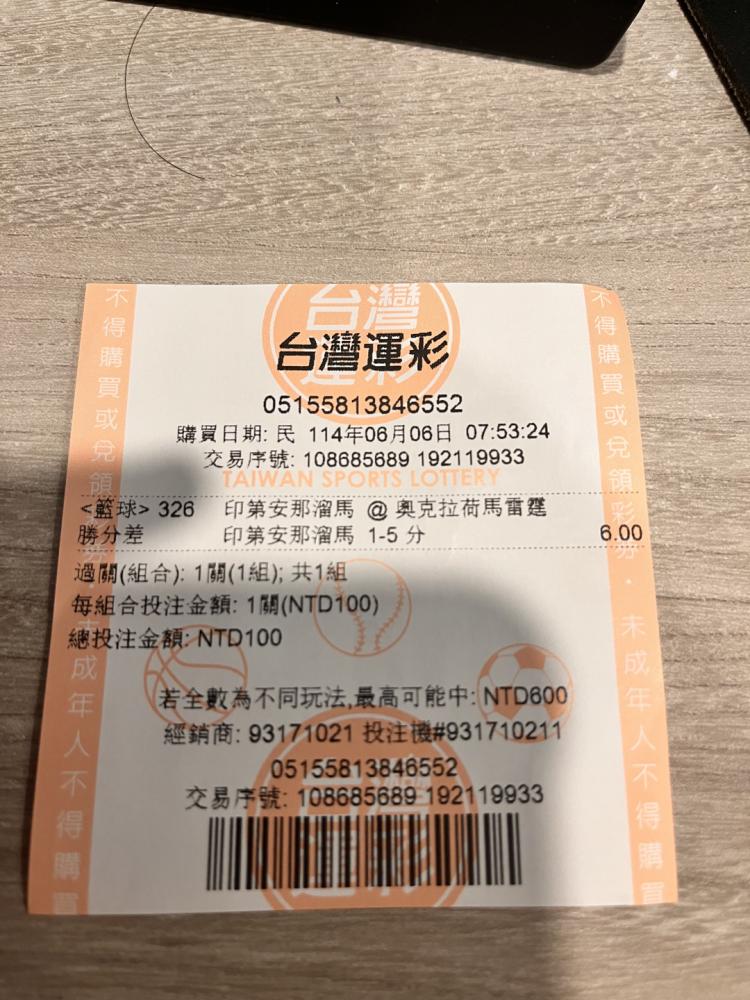 台灣
台灣運彩
05155813846552
購買日期: 民 114年06月06日 07:53:24
交易序號: 108685689 192119933
TAIWAN SPORTS LOTTERY
<籃球> 326 印第安那溜馬 @ 奧克拉荷馬雷霆
勝分差 印第安那溜馬 1-5 分 6.00
過關(組合): 1關(1組); 共1組
每組合投注金額: 1關(NTD100)
總投注金額: NTD100
若全數為不同玩法,最高可能中: NTD600
經銷商: 93171021 投注機#931710211
05155813846552
交易序號: 108685689 192119933
不得購買或兌領彩券・未成年人不得購買
不得購買或兌領彩券・未成年人不得購買